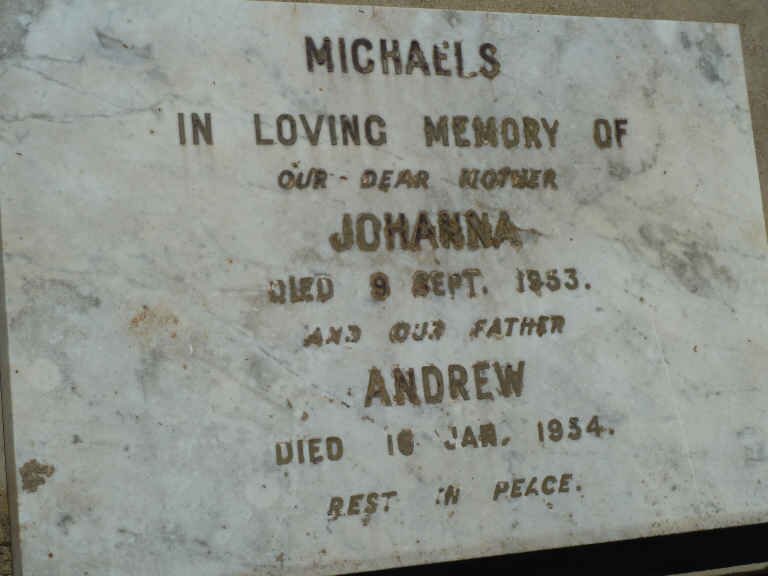 MICHAELS
IN LOVING MEMORY OF
OUR DEAR MOTHER
JOHANNA
DIED 9 SEPT. 1953.
AND OUR FATHER
ANDREW
DIED 16 JAN. 1954.
REST IN PEACE.